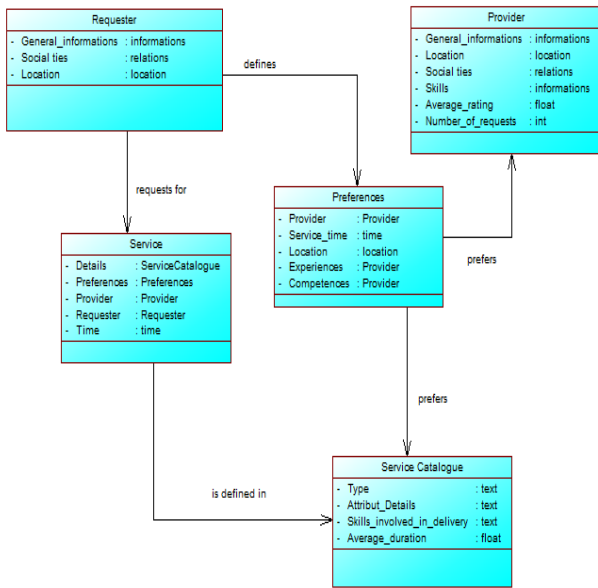 Requester
- General_informations : informations
- Social ties : relations
- Location : location
Provider
- General_informations : informations
- Location : location
- Social ties : relations
- Skills : informations
- Average_rating : float
- Number_of_requests : int
defines
requests for
Preferences
- Provider : Provider
- Service_time : time
- Location : location
- Experiences : Provider
- Competences : Provider
prefers
Service
- Details : ServiceCatalogue
- Preferences : Preferences
- Provider : Provider
- Requester : Requester
- Time : time
prefers
is defined in
Service Catalogue
- Type : text
- Attribut_Details : text
- Skills_involved_in_delivery : text
- Average_duration : float